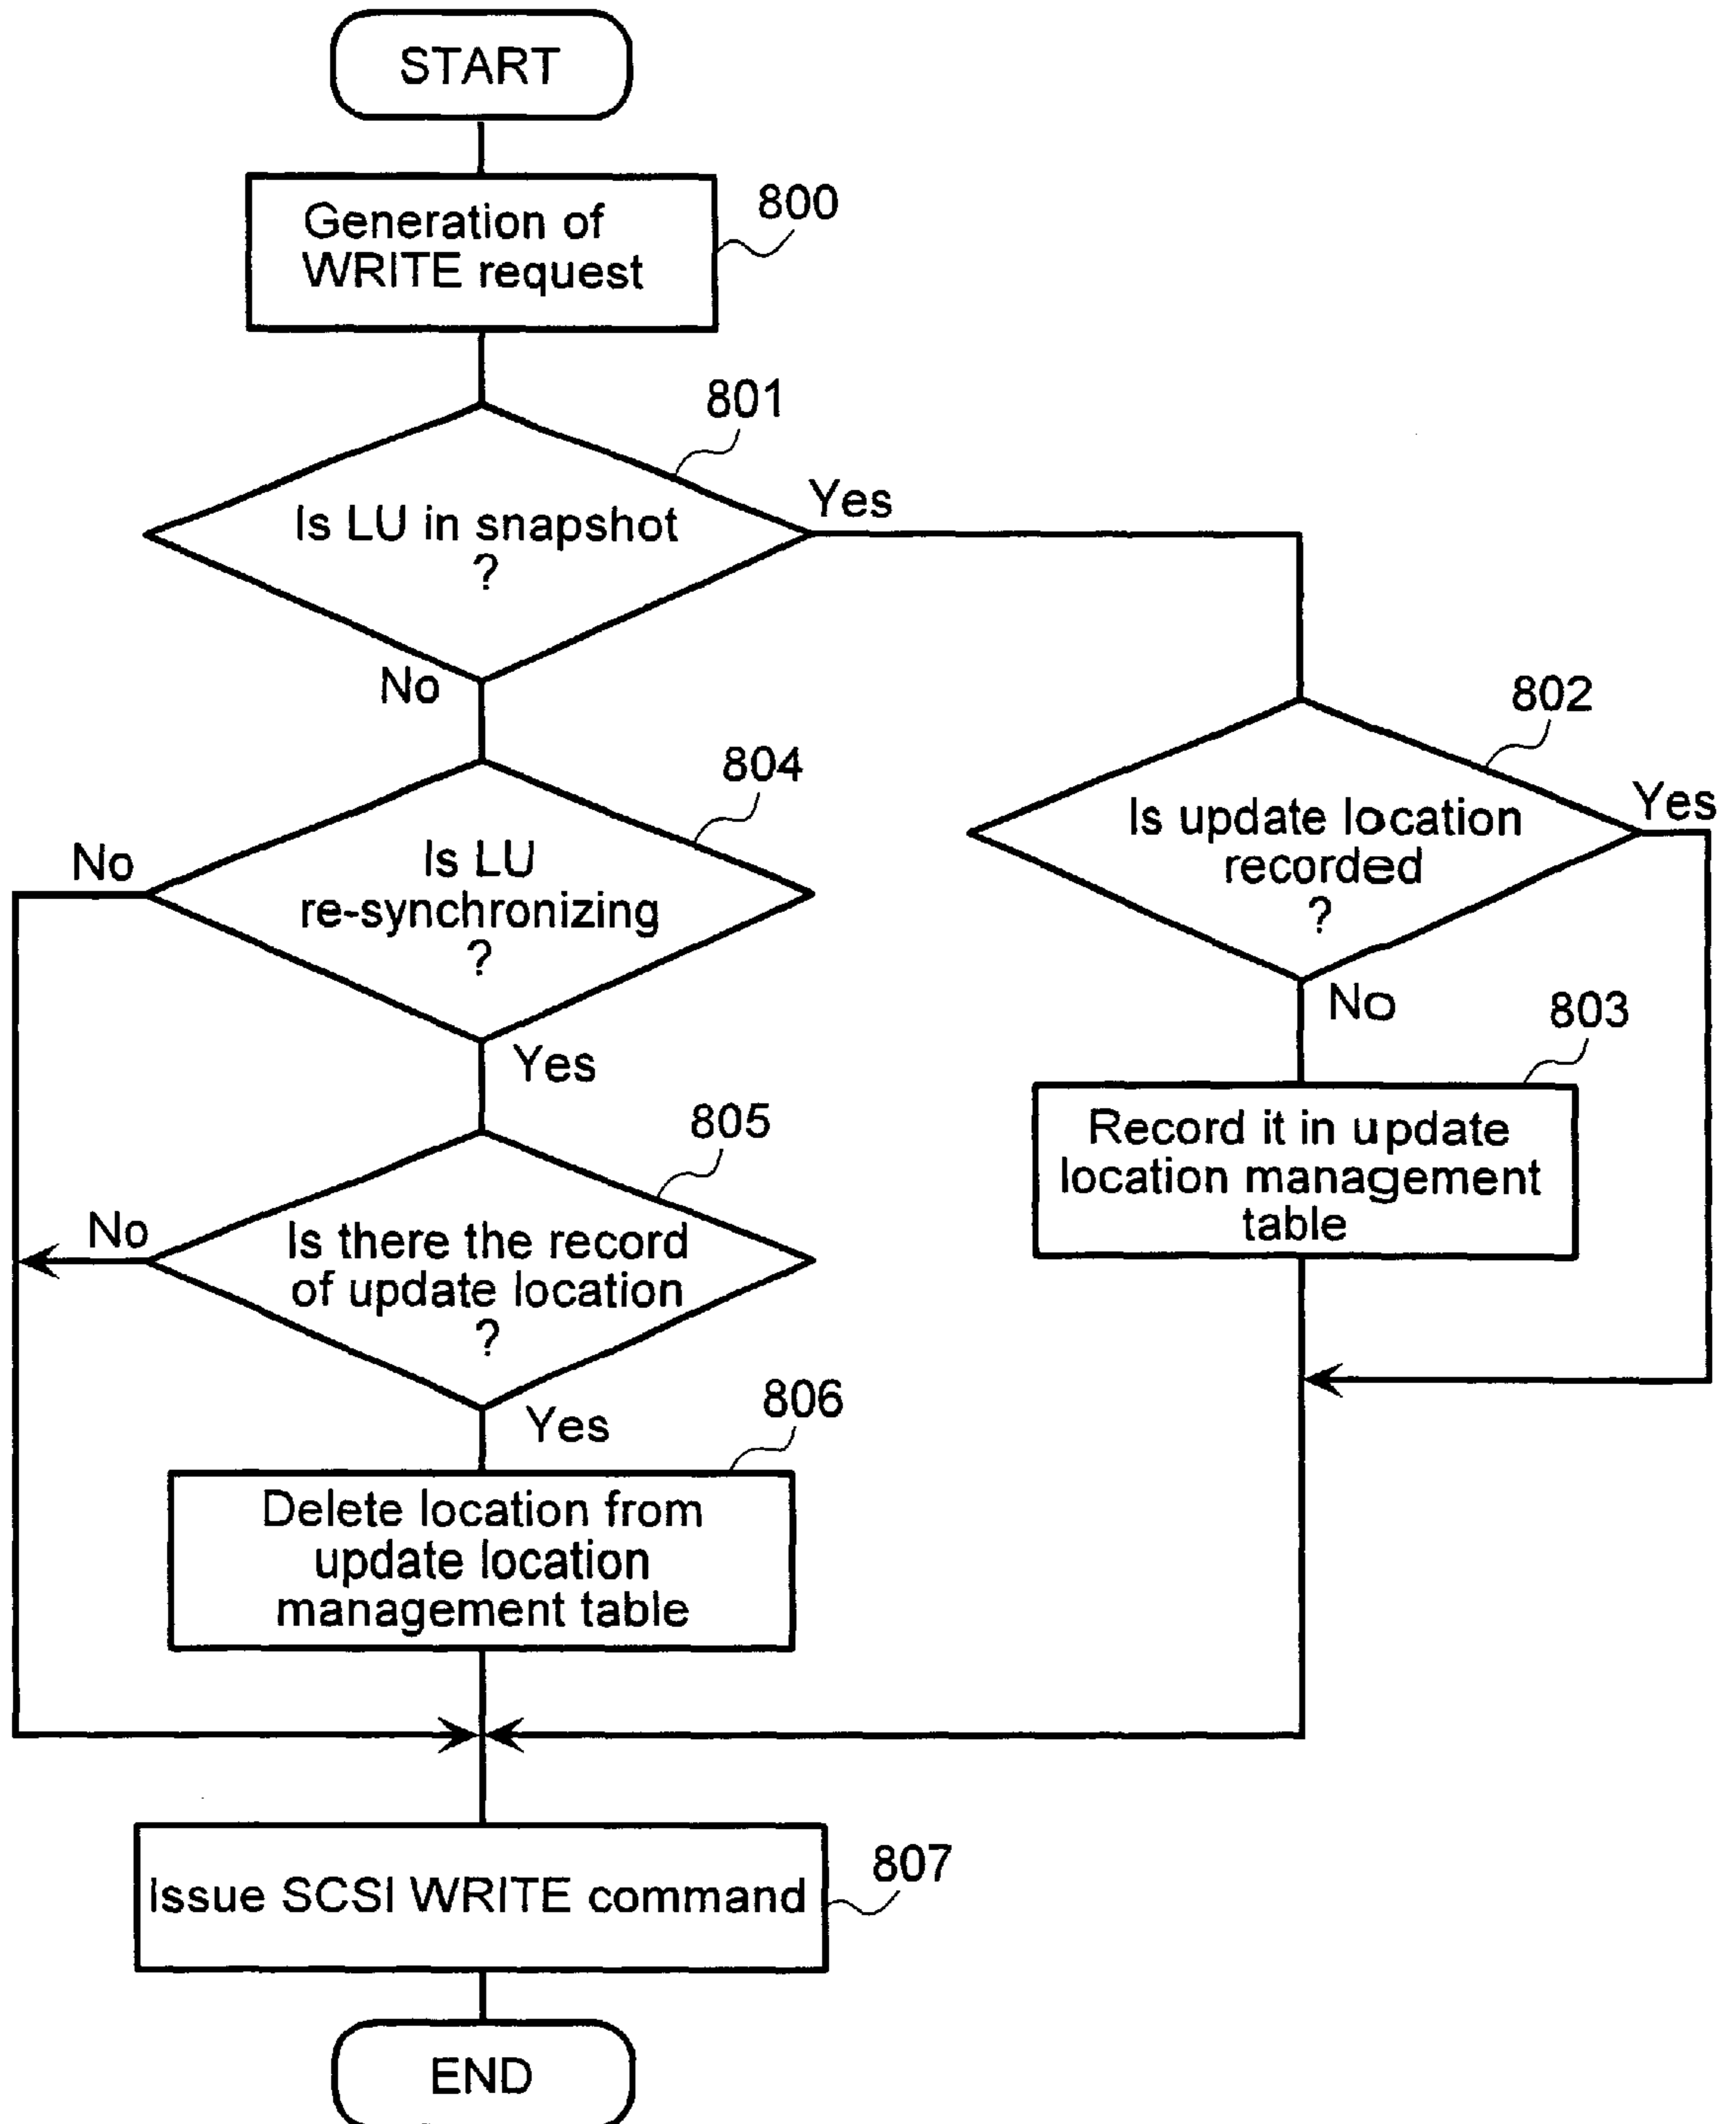 START
Generation of
WRITE request
800
801
Is LU in snapshot
?
Yes
No
802
Is update location
recorded
?
Yes
No
803
Record it in update
location management
table
804
Is LU
re-synchronizing
?
No
Yes
805
Is there the record
of update location
?
No
Yes
806
Delete location from
update location
management table
Issue SCSI WRITE command
807
END